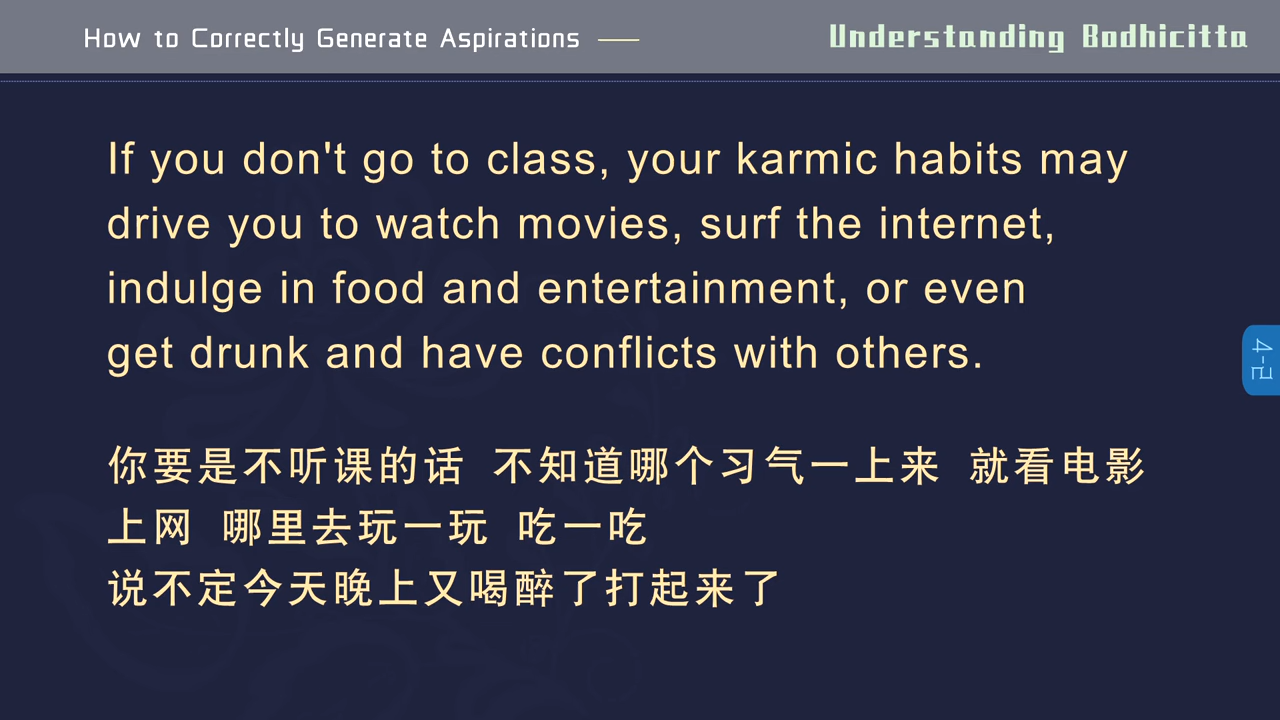 How to Correctly Generate Aspirations
Understanding Bodhicitta
If you don't go to class, your karmic habits may
drive you to watch movies, surf the internet,
indulge in food and entertainment, or even
get drunk and have conflicts with others.
4-2
你要是不听课的话 不知道哪个习气一上来 就看电影
上网 哪里去玩一玩 吃一吃
说不定今天晚上又喝醉了打起来了